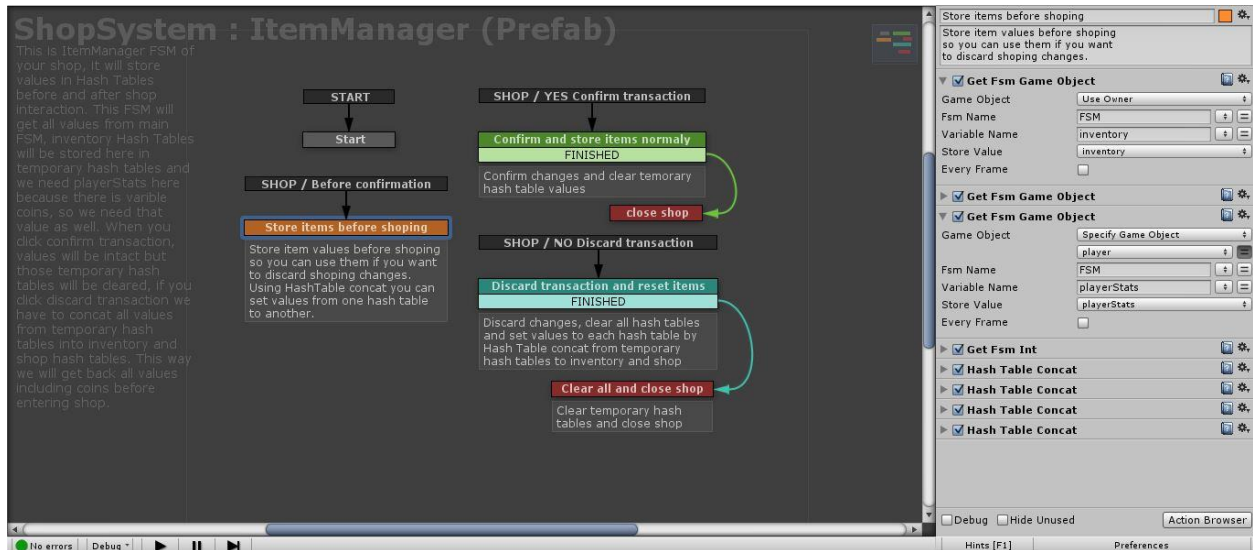 ShopSystem : ItemManager (Prefab)
This is ItemManager FSM of
your shop, it will store
values in Hash Tables
before and after shop
interaction. This FSM will
get all values from main
FSM, inventory Hash Tables
will be stored here in
temporary hash tables and
we need playerStats here
because there is varible
coins, so we need that
value as well. When you
click confirm transaction,
values will be intact but
those temporary hash
tables will be cleared, if you
click discard transaction we
have to concat all values
from temporary hash
tables into inventory and
shop hash tables. This way
we will get back all values
including coins before
entering shop.
START
Start
SHOP / Before confirmation
Store items before shoping
Store item values before shoping
so you can use them if you want
to discard shoping changes.
Using HashTable concat you can
set values from one hash table
to another.
SHOP / YES Confirm transaction
Confirm and store items normaly
FINISHED
Confirm changes and clear temorary
hash table values
close shop
SHOP / NO Discard transaction
Discard transaction and reset items
FINISHED
Discard changes, clear all hash tables
and set values to each hash table by
Hash Table concat from temporary
hash tables to inventory and shop
Clear all and close shop
Clear temporary hash
tables and close shop
No errors Debug
Store items before shoping
Store item values before shoping
so you can use them if you want
to discard shoping changes.
Get Fsm Game Object
Game Object Use Owner
Fsm Name FSM
Variable Name inventory
Store Value inventory
Every Frame
Get Fsm Game Object
Get Fsm Game Object
Game Object Specify Game Object
player
Fsm Name FSM
Variable Name playerStats
Store Value playerStats
Every Frame
Get Fsm Int
Hash Table Concat
Hash Table Concat
Hash Table Concat
Hash Table Concat
Debug Hide Unused Action Browser
Hints [F1] Preferences